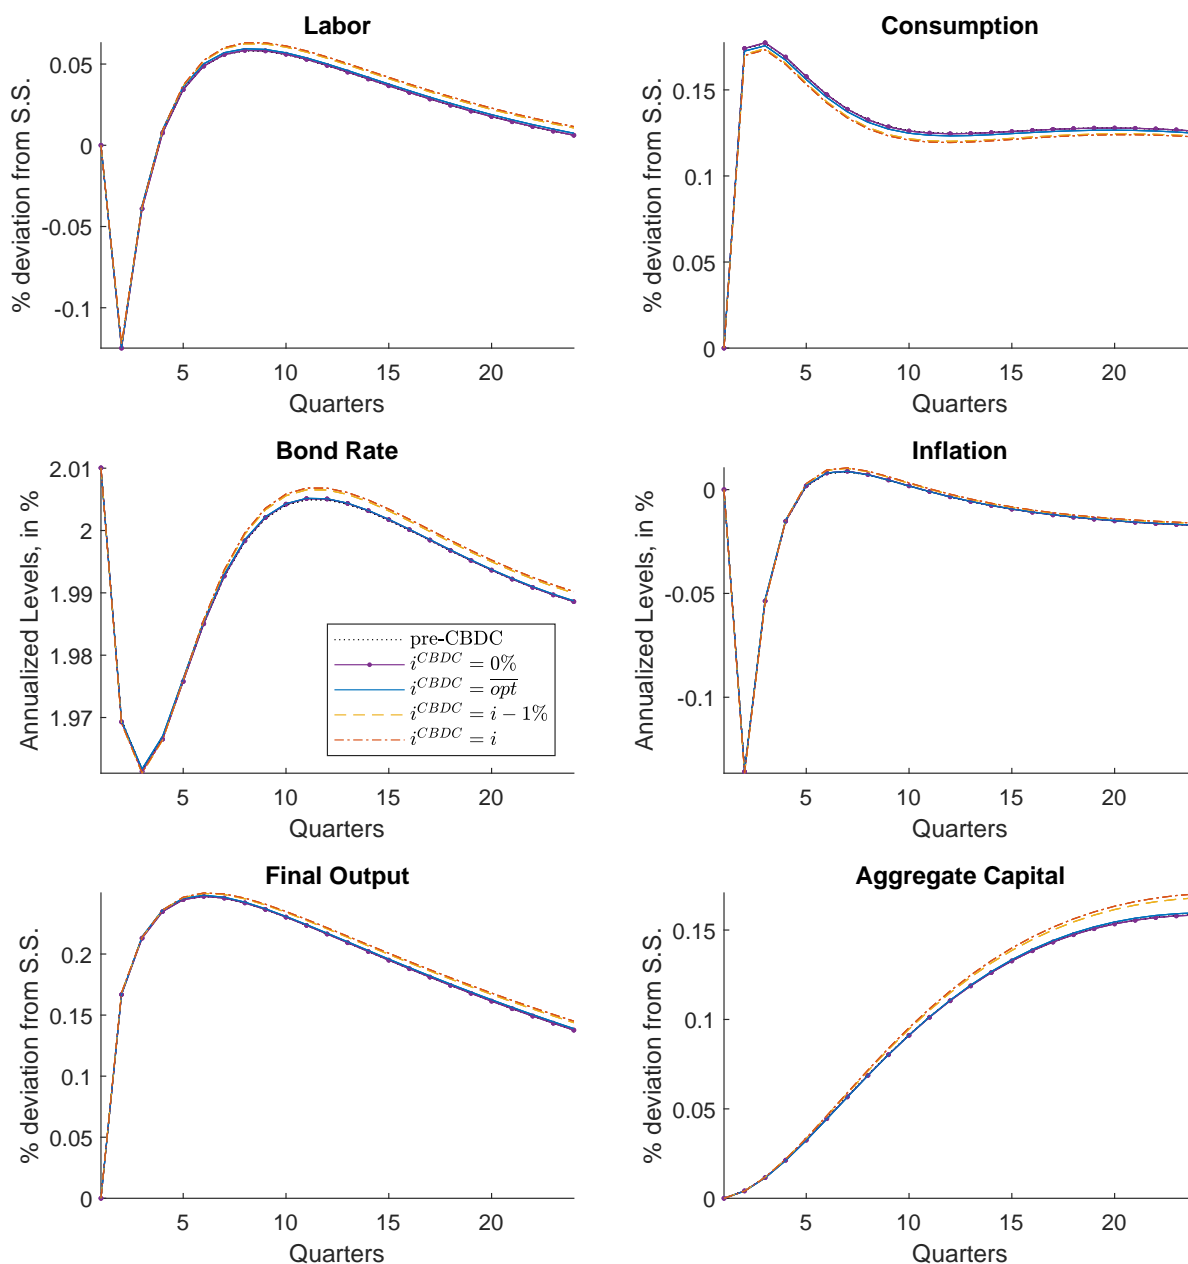 Labor
% deviation from S.S.
0.05
0
-0.05
-0.1
5
10
15
20
Quarters
Consumption
% deviation from S.S.
0.15
0.1
0.05
0
5
10
15
20
Quarters
Bond Rate
Annualized Levels, in %
2.01
2
1.99
1.98
1.97
pre-CBDC
i^{CBDC} = 0%
i^{CBDC} = \overline{opt}
i^{CBDC} = i − 1%
i^{CBDC} = i
5
10
15
20
Quarters
Inflation
Annualized Levels, in %
0
-0.05
-0.1
5
10
15
20
Quarters
Final Output
% deviation from S.S.
0.2
0.15
0.1
0.05
0
5
10
15
20
Quarters
Aggregate Capital
% deviation from S.S.
0.15
0.1
0.05
0
5
10
15
20
Quarters